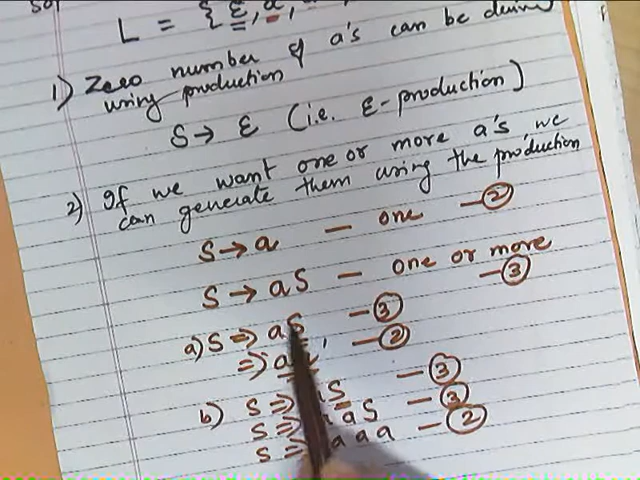 Sol
L = { ε, a,
1) Zero number of a's can be
using production
S → ε (i.e. ε-production)
2) If we want one or more a's, we
can generate them using the production
S → a — one — ②
S → aS — one or more
— ③
a) S ⇒ aS — ③
⇒ — ②
b) S ⇒ aS — ③
S ⇒ aaS — ③
S ⇒ aaa — ②